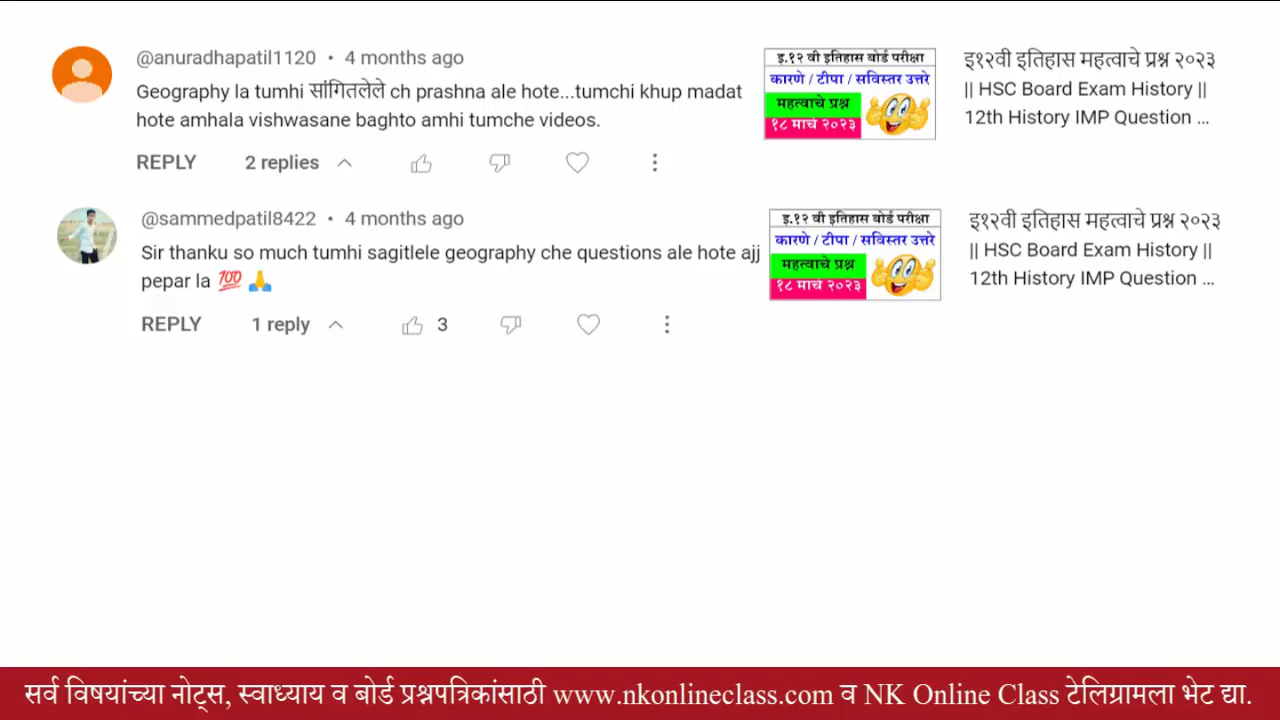 @anuradhapatil1120 • 4 months ago
Geography la tumhi सांगितलेले ch prashna ale hote...tumchi khup madat
hote amhala vishwasane baghto amhi tumche videos.
REPLY 2 replies
इ.१२ वी इतिहास बोर्ड परीक्षा
कारणे / टीपा / सविस्तर उत्तरे
महत्वाचे प्रश्न
१८ मार्च २०२३
इ१२वी इतिहास महत्वाचे प्रश्न २०२३
|| HSC Board Exam History ||
12th History IMP Question ...
@sammedpatil8422 • 4 months ago
Sir thanku so much tumhi sagitlele geography che questions ale hote ajj
pepar la 💯 🙏
REPLY 1 reply 3
इ.१२ वी इतिहास बोर्ड परीक्षा
कारणे / टीपा / सविस्तर उत्तरे
महत्वाचे प्रश्न
१८ मार्च २०२३
इ१२वी इतिहास महत्वाचे प्रश्न २०२३
|| HSC Board Exam History ||
12th History IMP Question ...
सर्व विषयांच्या नोट्स, स्वाध्याय व बोर्ड प्रश्नपत्रिकांसाठी www.nkonlineclass.com व NK Online Class टेलिग्रामला भेट द्या.